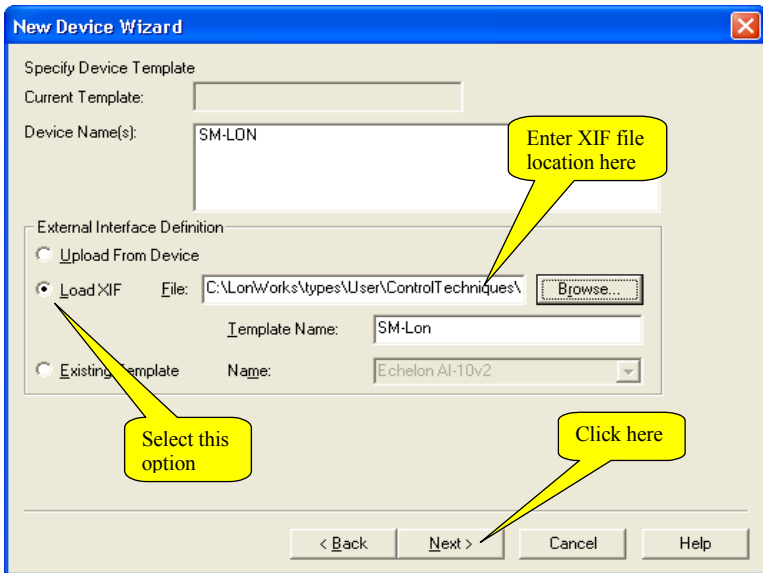 New Device Wizard
Specify Device Template
Current Template:
Device Name(s):
SM-LON
Enter XIF file
location here
External Interface Definition
Upload From Device
Load XIF
File:
C:\LonWorks\types\User\ControlTechniques\
Browse...
Template Name:
SM-Lon
Existing Template
Name:
Echelon AI-10v2
Select this
option
Click here
< Back
Next >
Cancel
Help